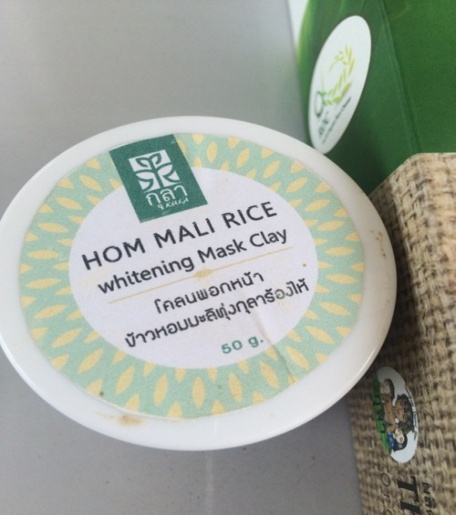 กุลา
HOM MALI RICE
whitening Mask Clay
โคลนพอกหน้า
ข้าวหอมมะลิทุ่งกุลาร้องไห้
50 g.